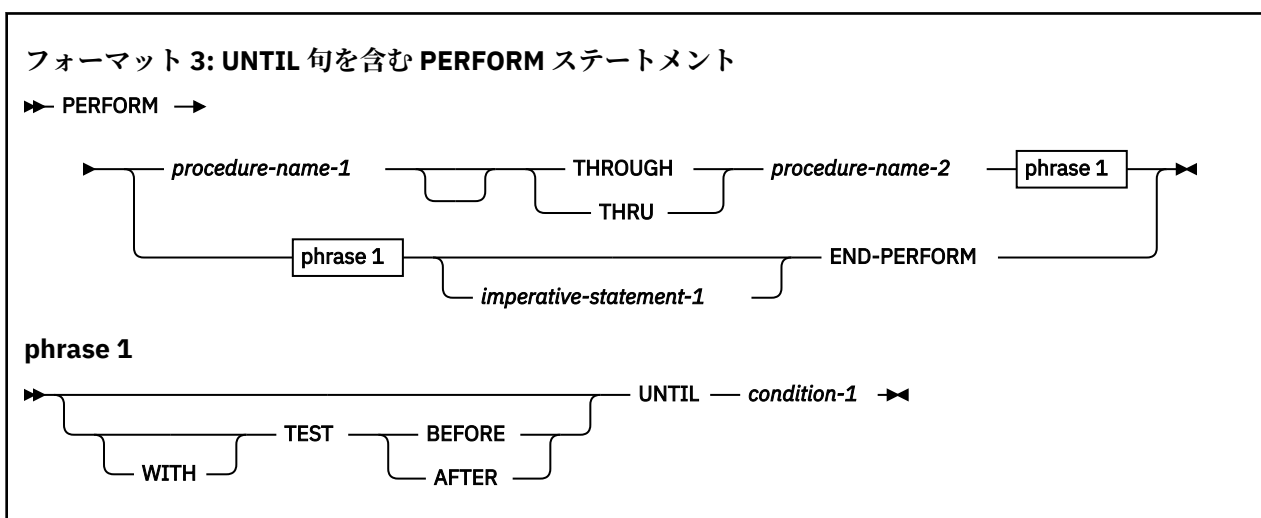 フォーマット 3: UNTIL 句を含む PERFORM ステートメント
PERFORM
procedure-name-1 THROUGH procedure-name-2 phrase 1
THRU
phrase 1 END-PERFORM
imperative-statement-1
phrase 1
UNTIL condition-1
TEST BEFORE
WITH AFTER